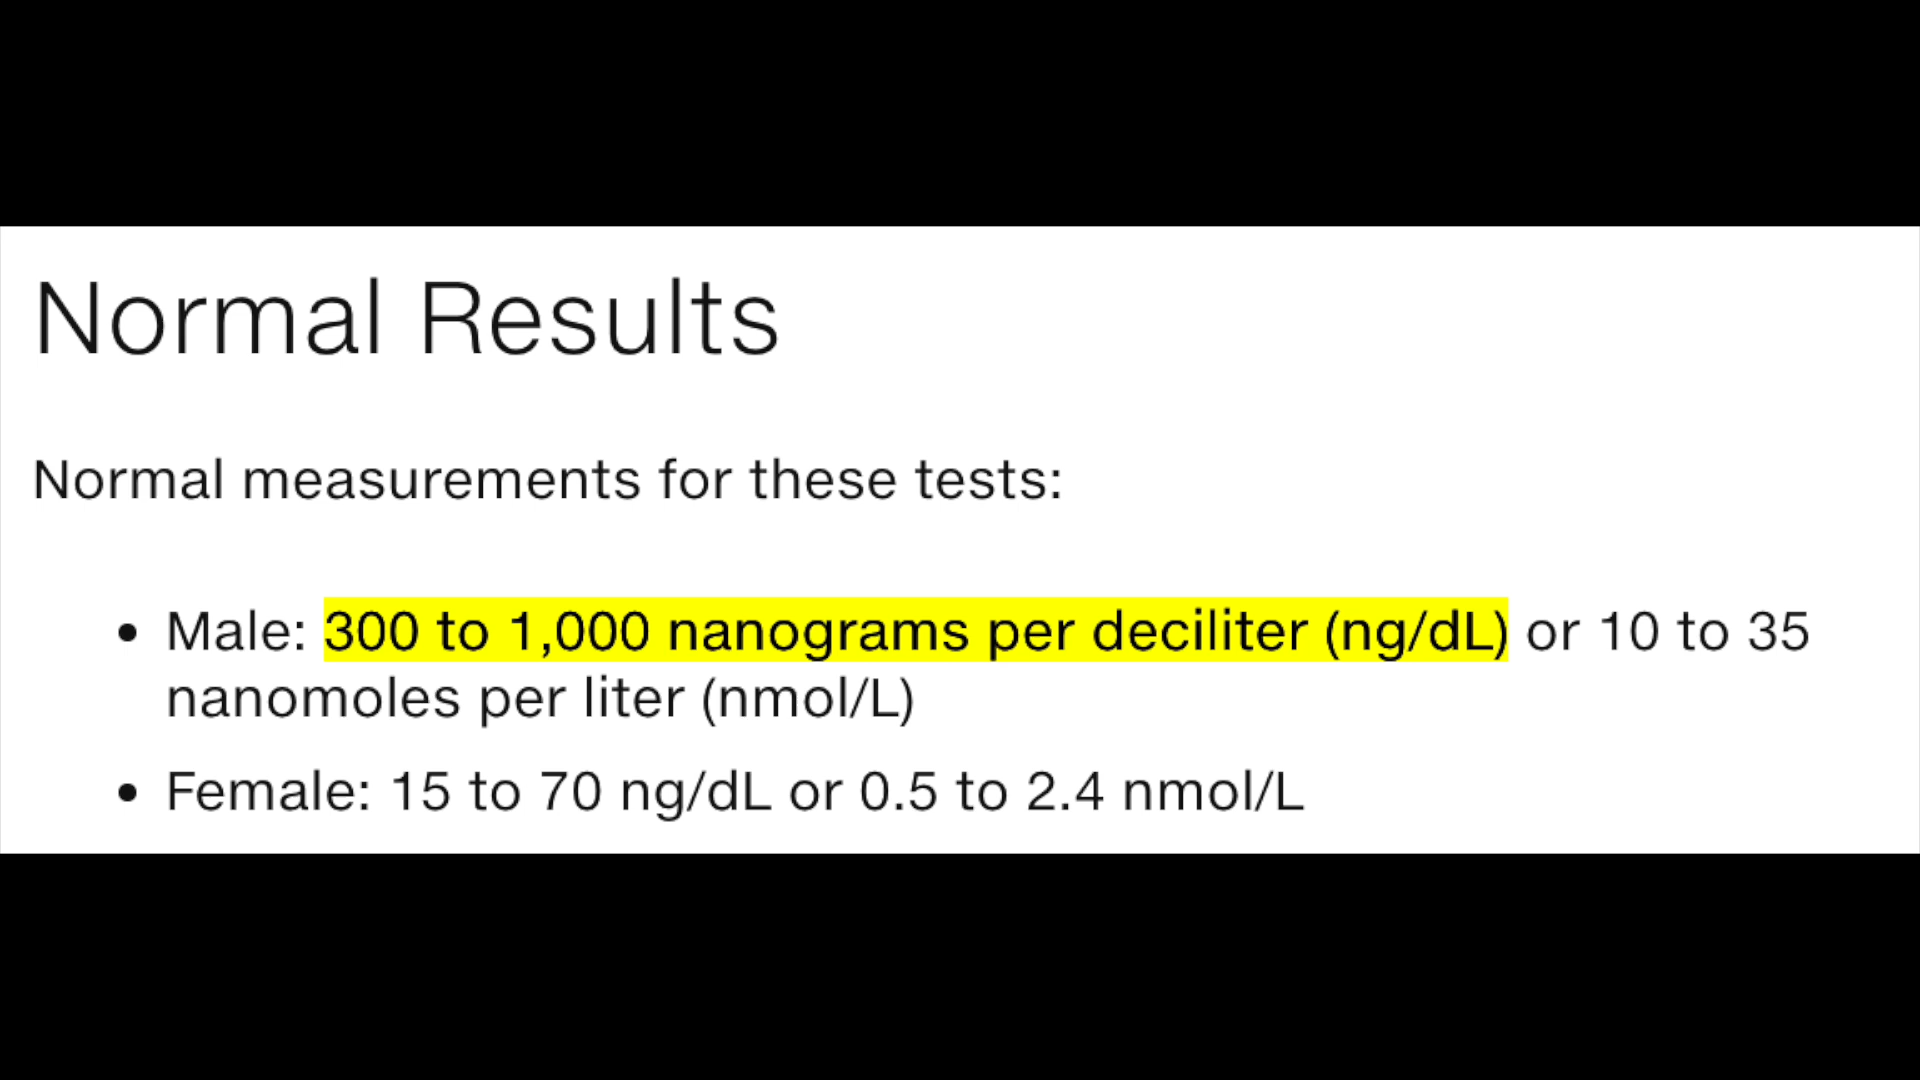 Normal Results
Normal measurements for these tests:
• Male: 300 to 1,000 nanograms per deciliter (ng/dL) or 10 to 35
nanomoles per liter (nmol/L)
• Female: 15 to 70 ng/dL or 0.5 to 2.4 nmol/L